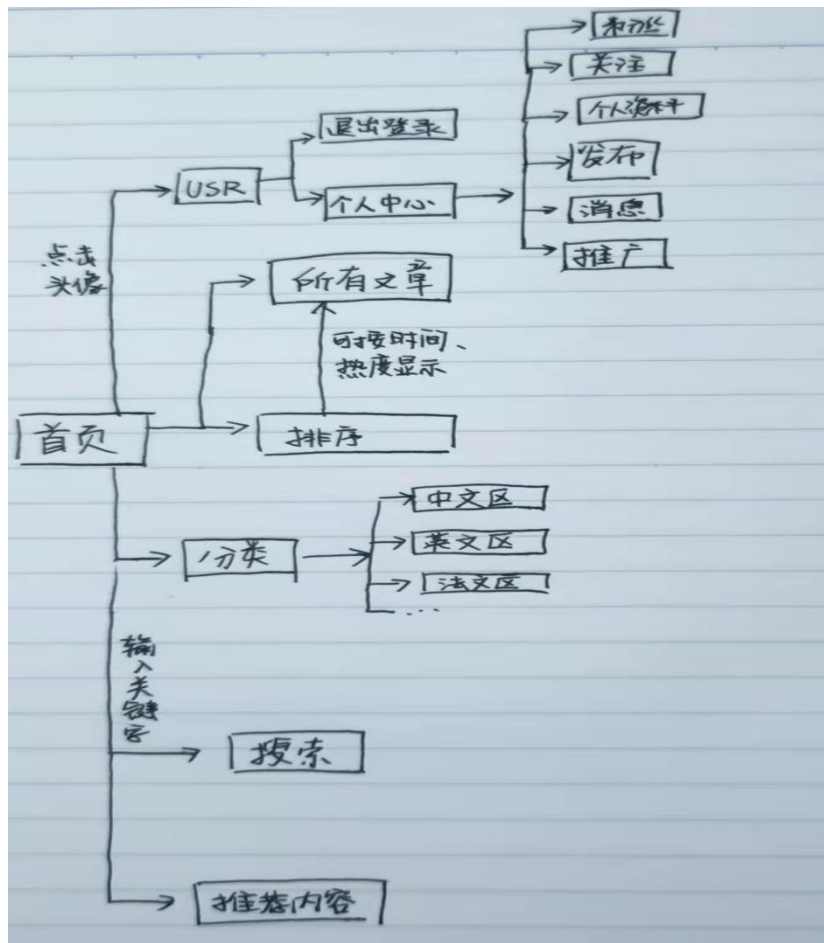 粉丝
关注
个人资料
退出登录
发布
USR
个人中心
消息
推广
点击
头像
所有文章
可按时间、
热度显示
首页
排序
中文区
英文区
分类
法文区
...
输
入
关
键
字
搜索
推荐内容